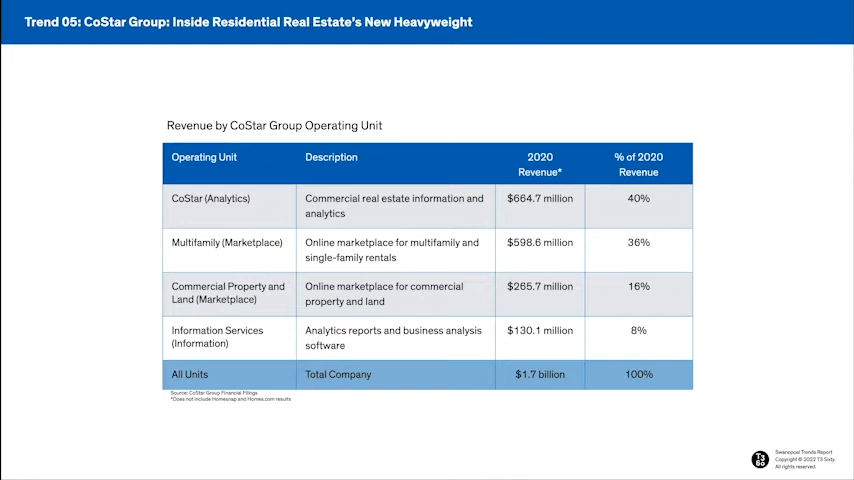 Trend 05: CoStar Group: Inside Residential Real Estate's New Heavyweight
Revenue by CoStar Group Operating Unit
Operating Unit
Description
2020
Revenue*
% of 2020
Revenue
CoStar (Analytics)
Commercial real estate information and
analytics
$664.7 million
40%
Multifamily (Marketplace)
Online marketplace for multifamily and
single-family rentals
$598.6 million
36%
Commercial Property and
Land (Marketplace)
Online marketplace for commercial
property and land
$265.7 million
16%
Information Services
(Information)
Analytics reports and business analysis
software
$130.1 million
8%
All Units
Total Company
$1.7 billion
100%
Source: CoStar Group Financial Filings
*Does not include Homesnap and Homes.com results
T3
60
Swanepoel Trends Report
Copyright © 2022 T3 Sixty.
All rights reserved.